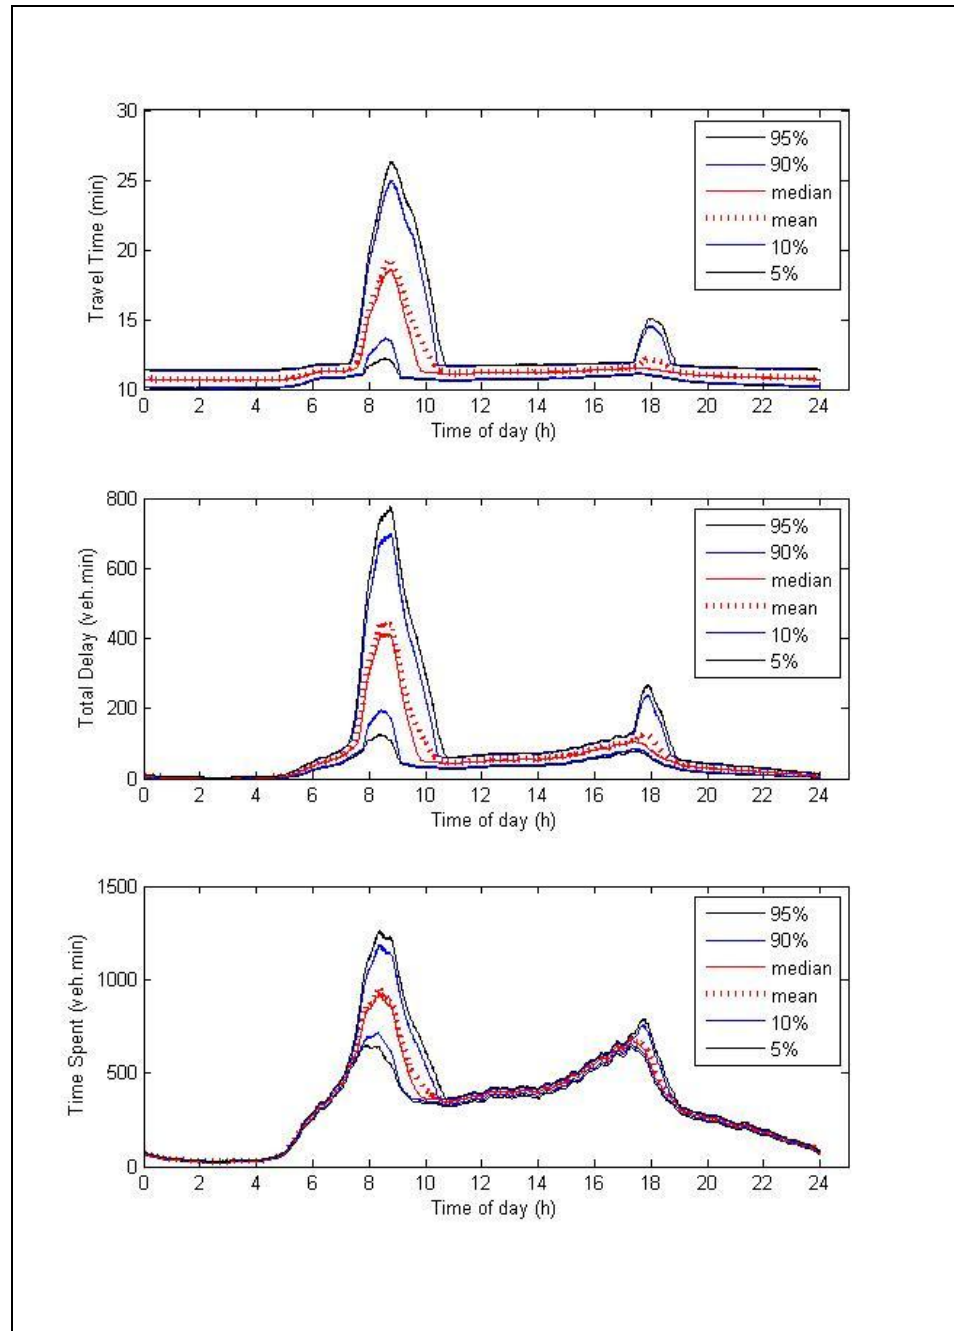 30
25
20
15
10
Travel Time (min)
95%
90%
median
mean
10%
5%
0 2 4 6 8 10 12 14 16 18 20 22 24
Time of day (h)
800
600
400
200
0
Total Delay (veh.min)
95%
90%
median
mean
10%
5%
0 2 4 6 8 10 12 14 16 18 20 22 24
Time of day (h)
1500
1000
500
0
Time Spent (veh.min)
95%
90%
median
mean
10%
5%
0 2 4 6 8 10 12 14 16 18 20 22 24
Time of day (h)